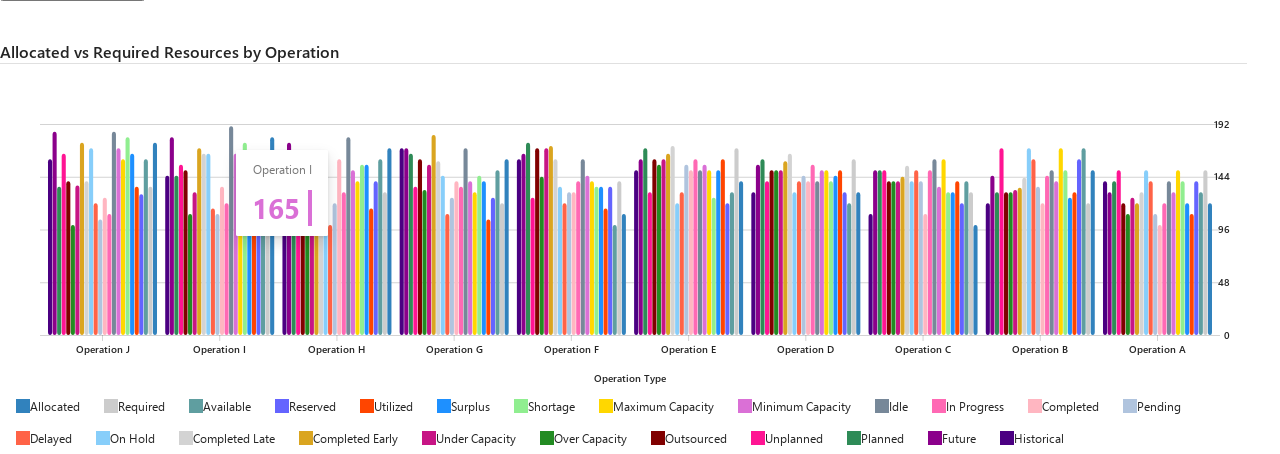 Allocated vs Required Resources by Operation
192
144
96
48
0
Operation I
165
Operation J Operation I Operation H Operation G Operation F Operation E Operation D Operation C Operation B Operation A
Operation Type
Allocated Required Available Reserved Utilized Surplus Shortage Maximum Capacity Minimum Capacity Idle In Progress Completed Pending
Delayed On Hold Completed Late Completed Early Under Capacity Over Capacity Outsourced Unplanned Planned Future Historical